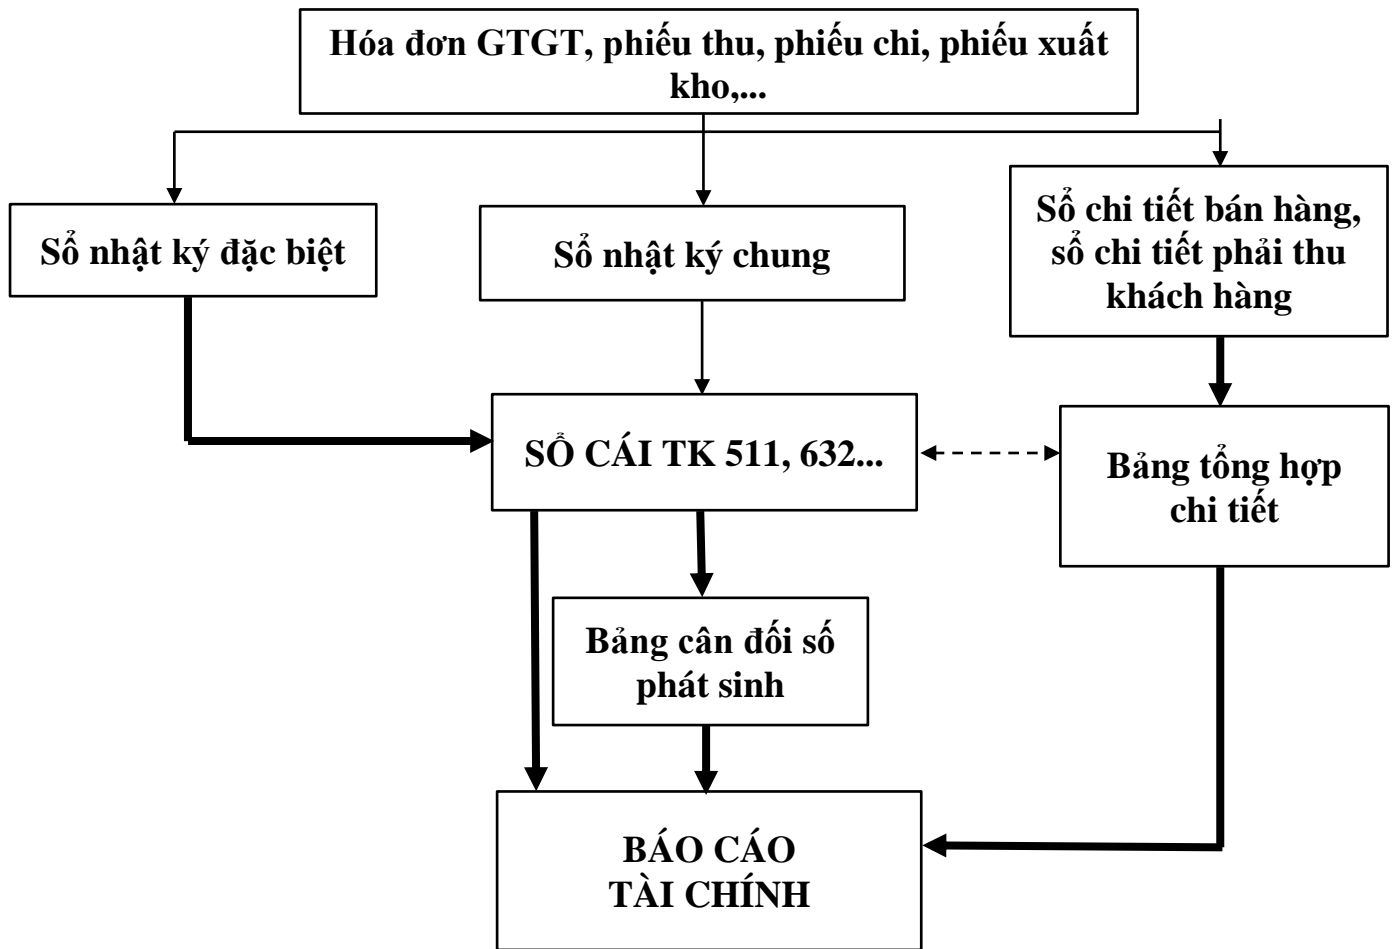 Hóa đơn GTGT, phiếu thu, phiếu chi, phiếu xuất
kho,...
Sổ nhật ký đặc biệt
Sổ nhật ký chung
Sổ chi tiết bán hàng,
sổ chi tiết phải thu
khách hàng
SỔ CÁI TK 511, 632...
Bảng tổng hợp
chi tiết
Bảng cân đối số
phát sinh
BÁO CÁO
TÀI CHÍNH